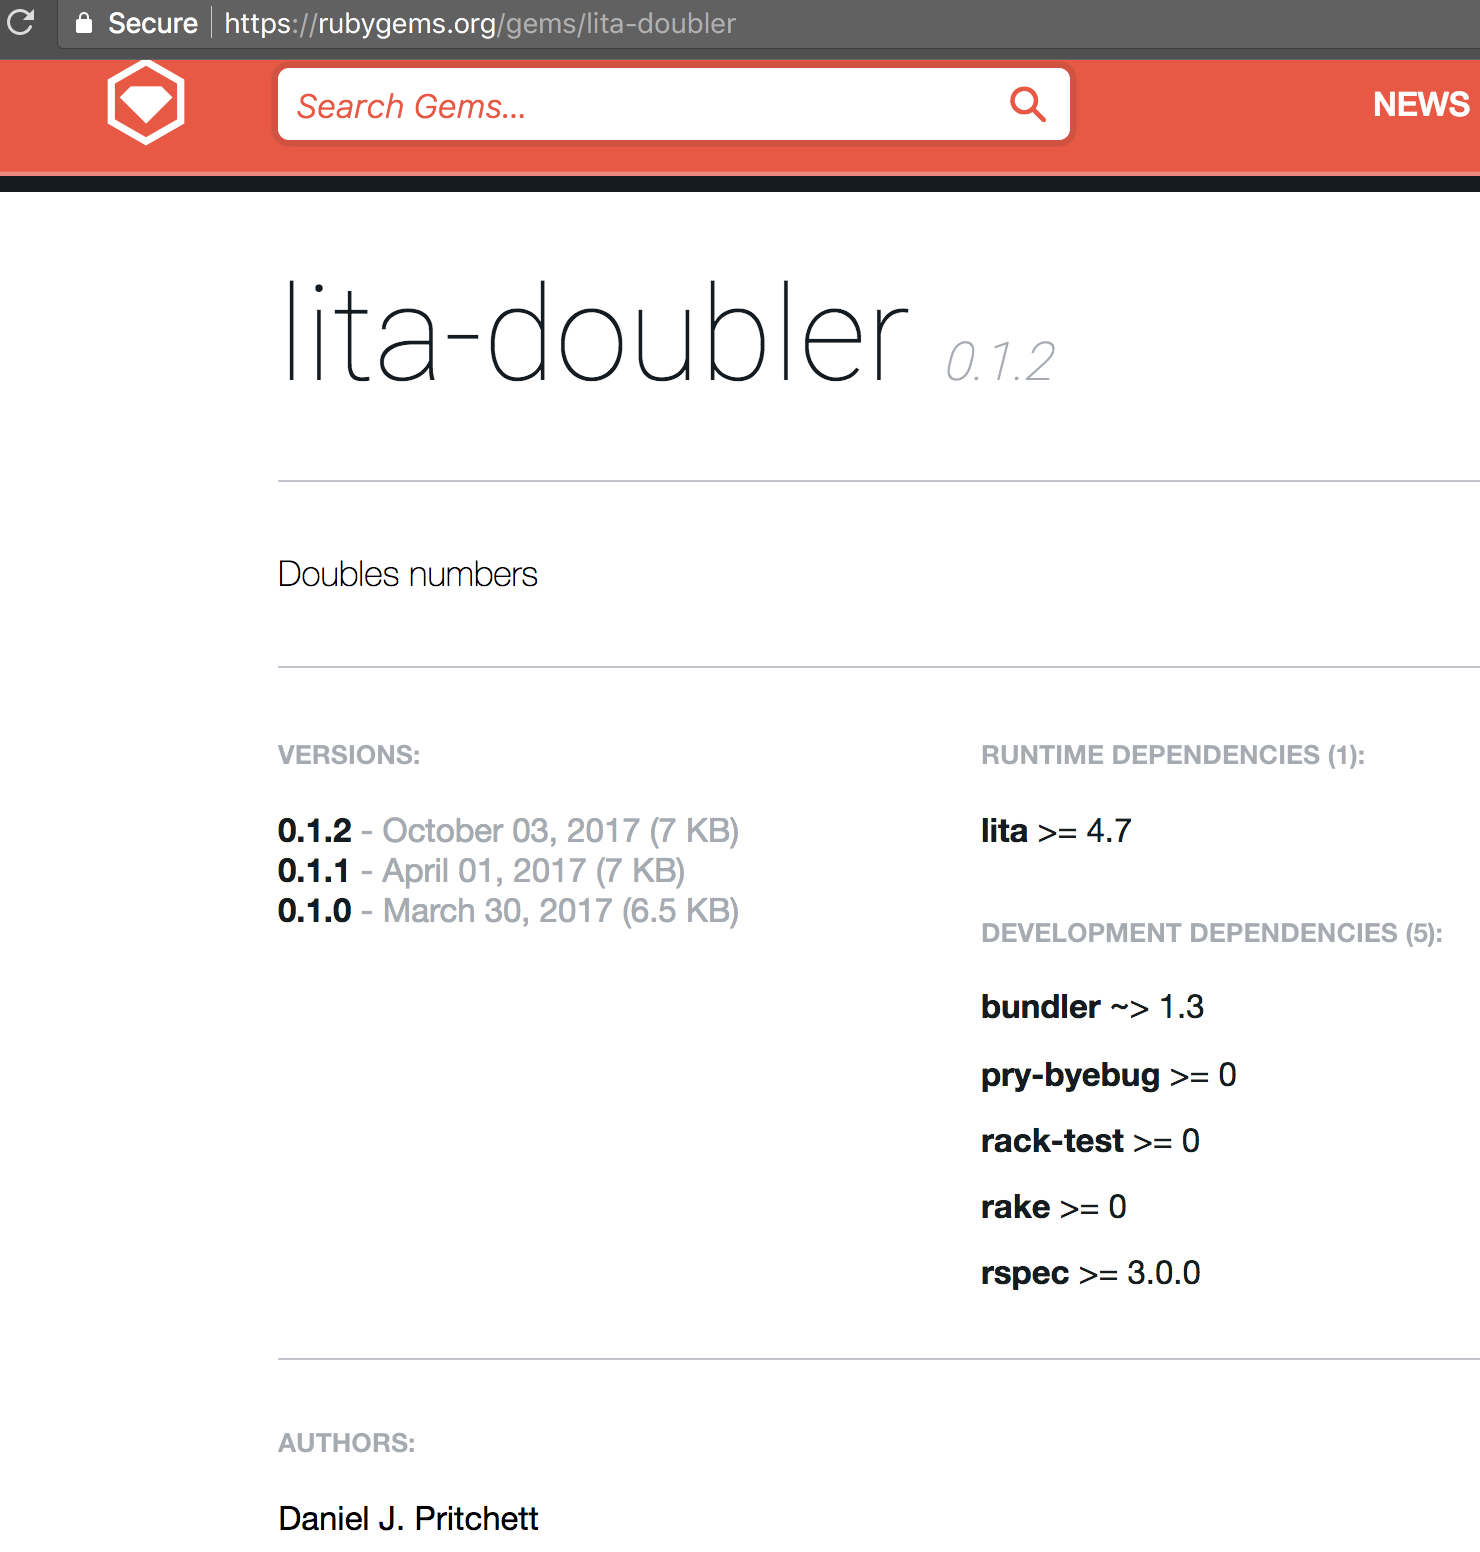 Secure https://rubygems.org/gems/lita-doubler
Search Gems...
NEWS
lita-doubler 0.1.2
Doubles numbers
VERSIONS:
0.1.2 - October 03, 2017 (7 KB)
0.1.1 - April 01, 2017 (7 KB)
0.1.0 - March 30, 2017 (6.5 KB)
RUNTIME DEPENDENCIES (1):
lita >= 4.7
DEVELOPMENT DEPENDENCIES (5):
bundler ~> 1.3
pry-byebug >= 0
rack-test >= 0
rake >= 0
rspec >= 3.0.0
AUTHORS:
Daniel J. Pritchett